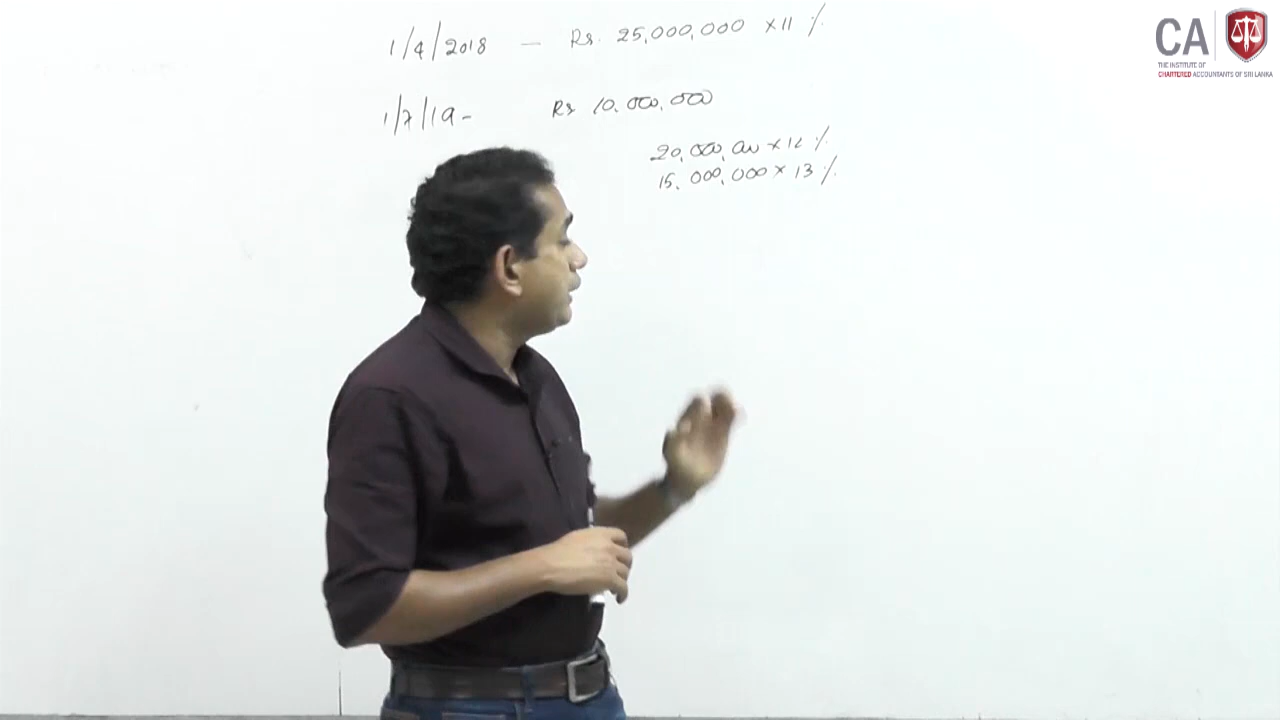 1/4/2018 — Rs. 25,000,000 × 11 %
1/7/19 - Rs 10,000,000
20,000,000 × 12 %
15,000,000 × 13 %
CA
THE INSTITUTE OF
CHARTERED ACCOUNTANTS OF SRI LANKA